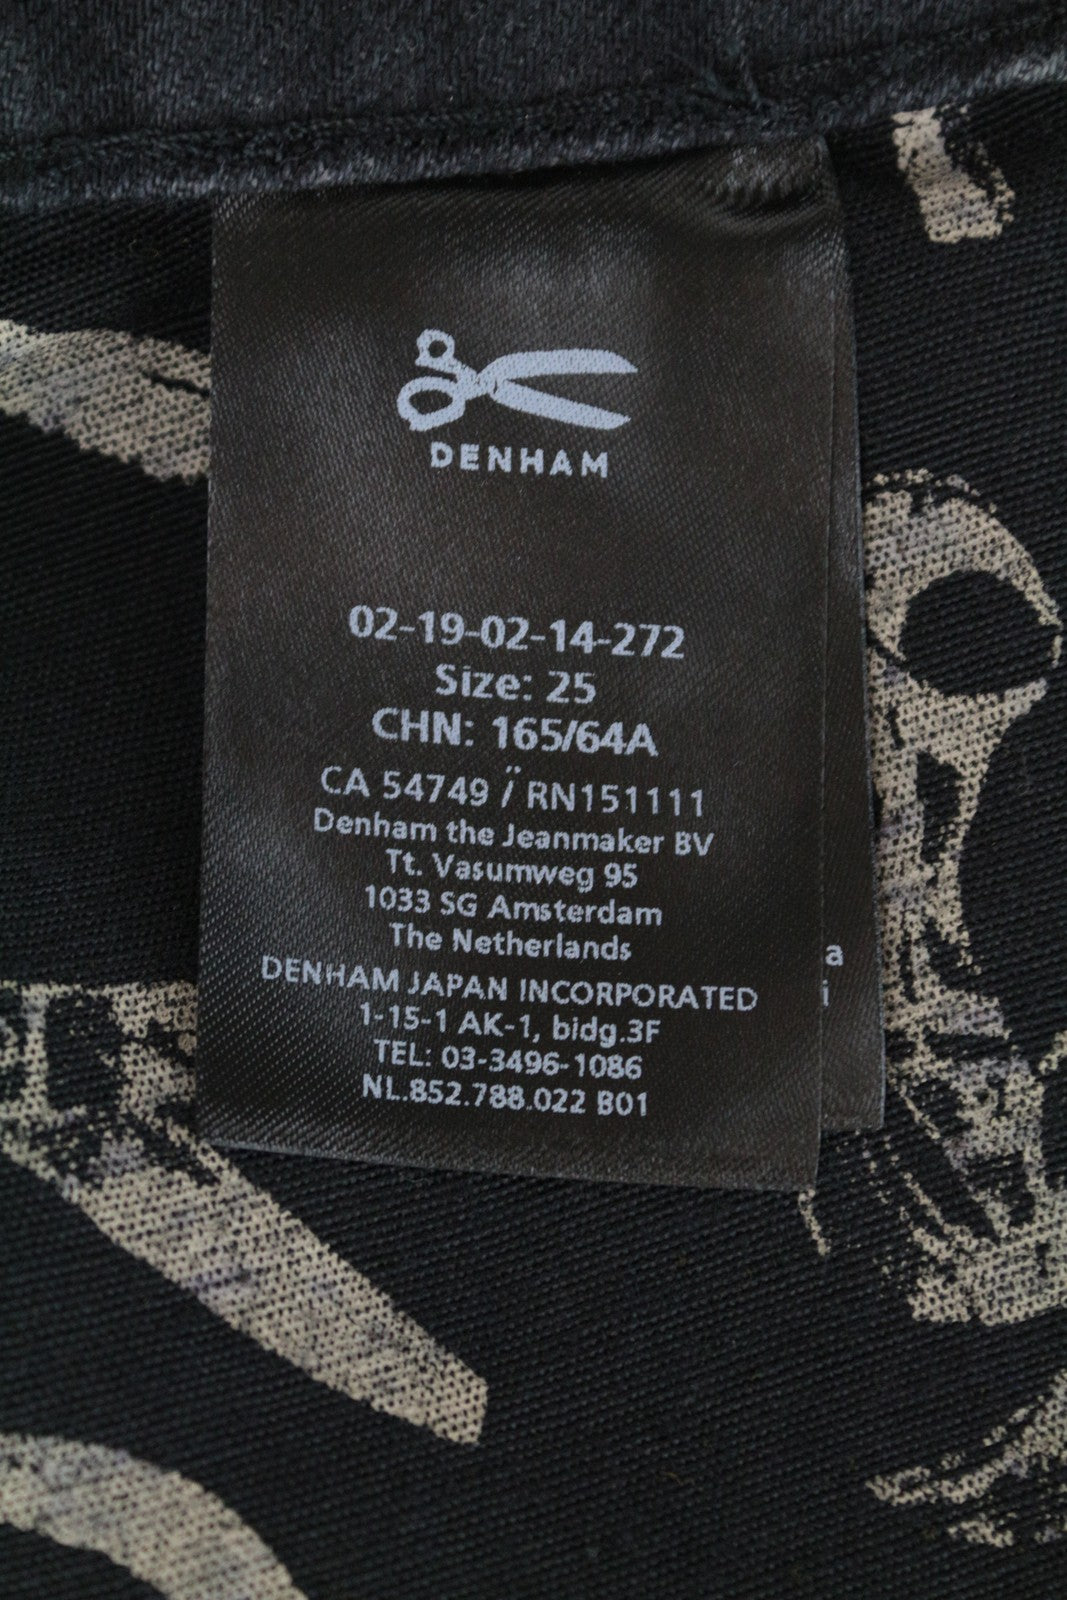 DENHAM
02-19-02-14-272
Size: 25
CHN: 165/64A
CA 54749 / RN151111
Denham the Jeanmaker BV
Tt. Vasumweg 95
1033 SG Amsterdam
The Netherlands
DENHAM JAPAN INCORPORATED
1-15-1 AK-1, bidg.3F
TEL: 03-3496-1086
NL.852.788.022 B01
a
i